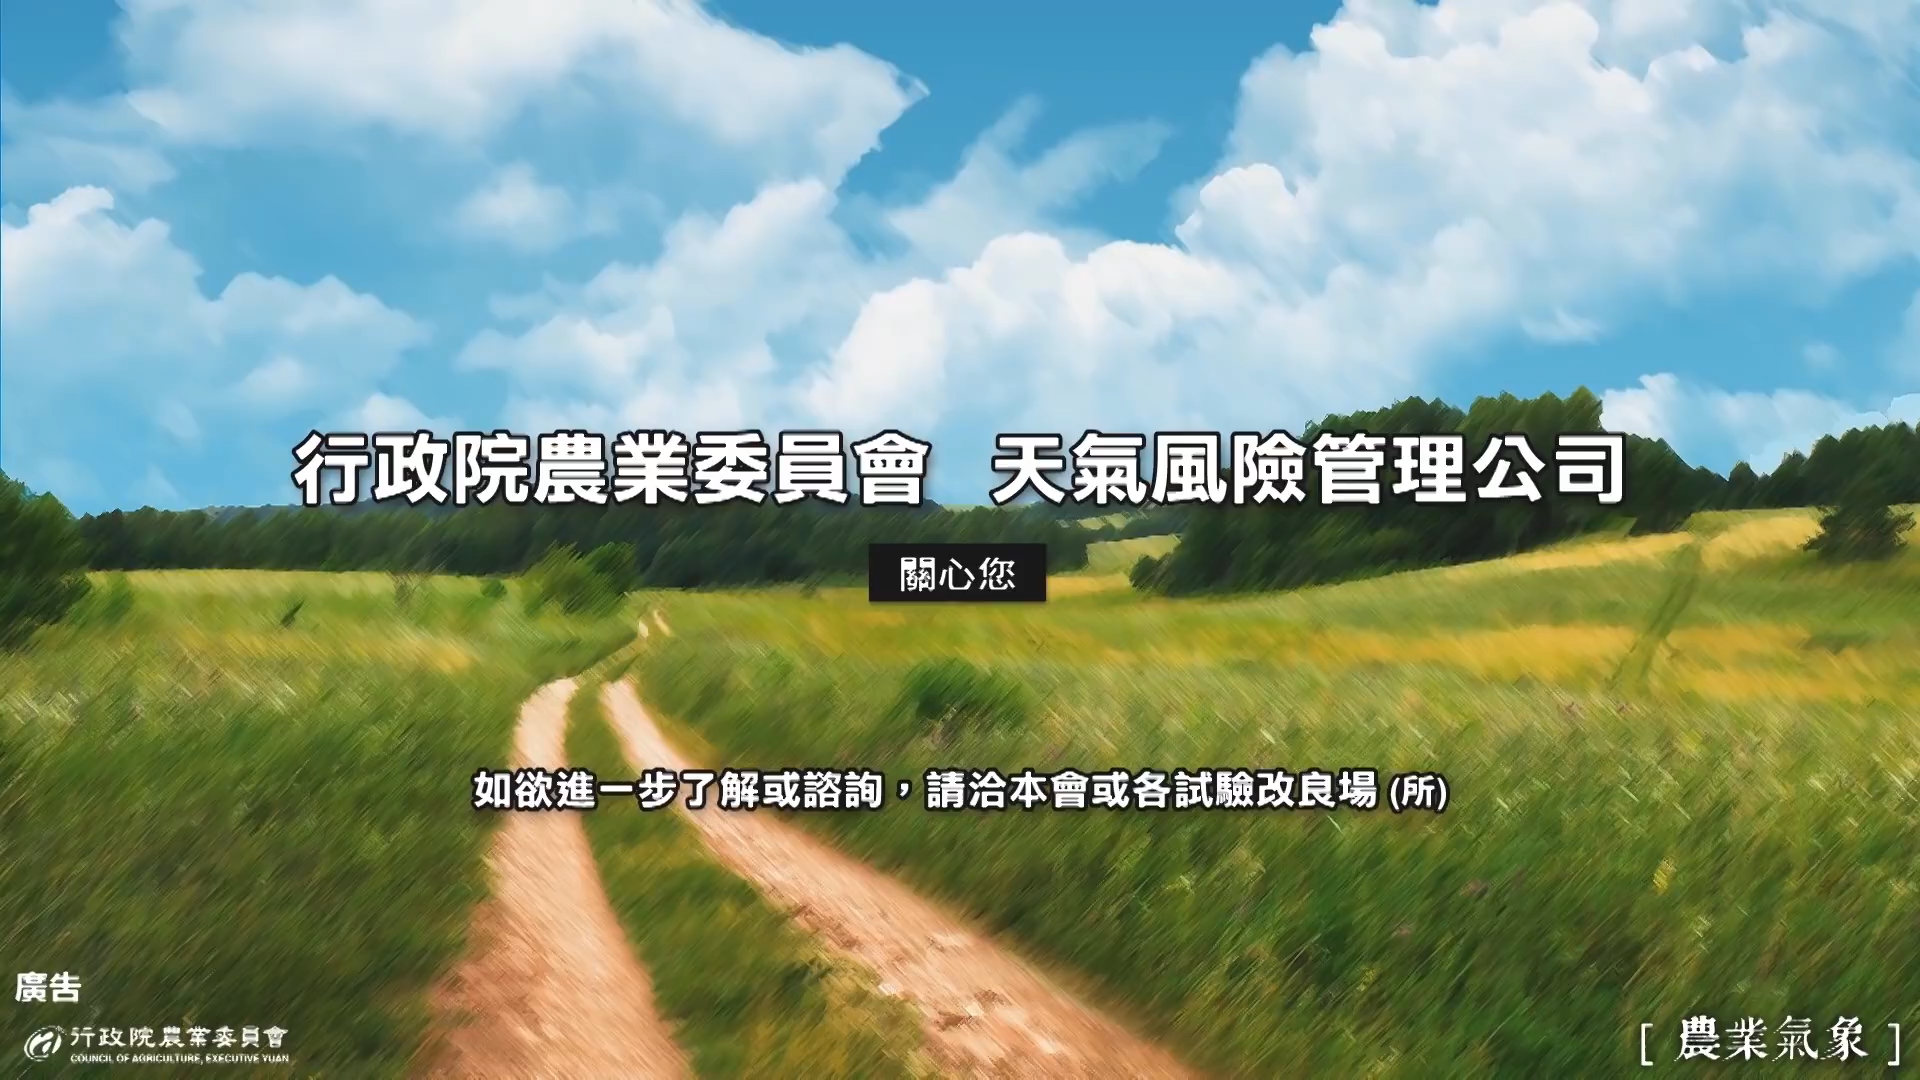 行政院農業委員會 天氣風險管理公司
關心您
如欲進一步了解或諮詢，請洽本會或各試驗改良場(所)
廣告
行政院農業委員會
COUNCIL OF AGRICULTURE, EXECUTIVE YUAN
[ 農業氣象 ]